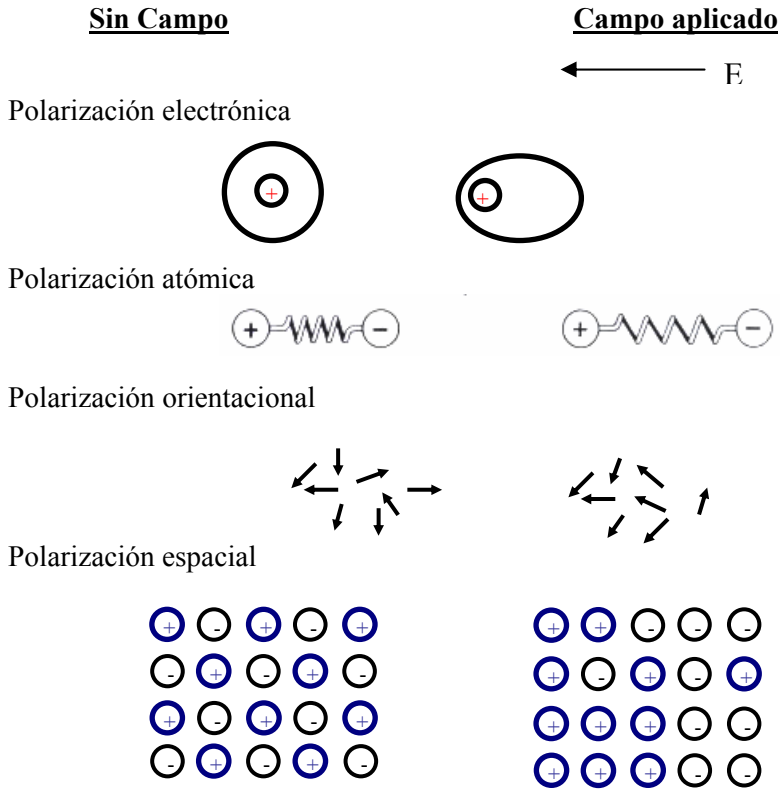 Sin Campo Campo aplicado
E
Polarización electrónica
+ +
Polarización atómica
+ - + -
Polarización orientacional
Polarización espacial
+ - + - + + + - - -
- + - + - + - + - +
+ - + - + + + + - -
- + - + - + + + - -